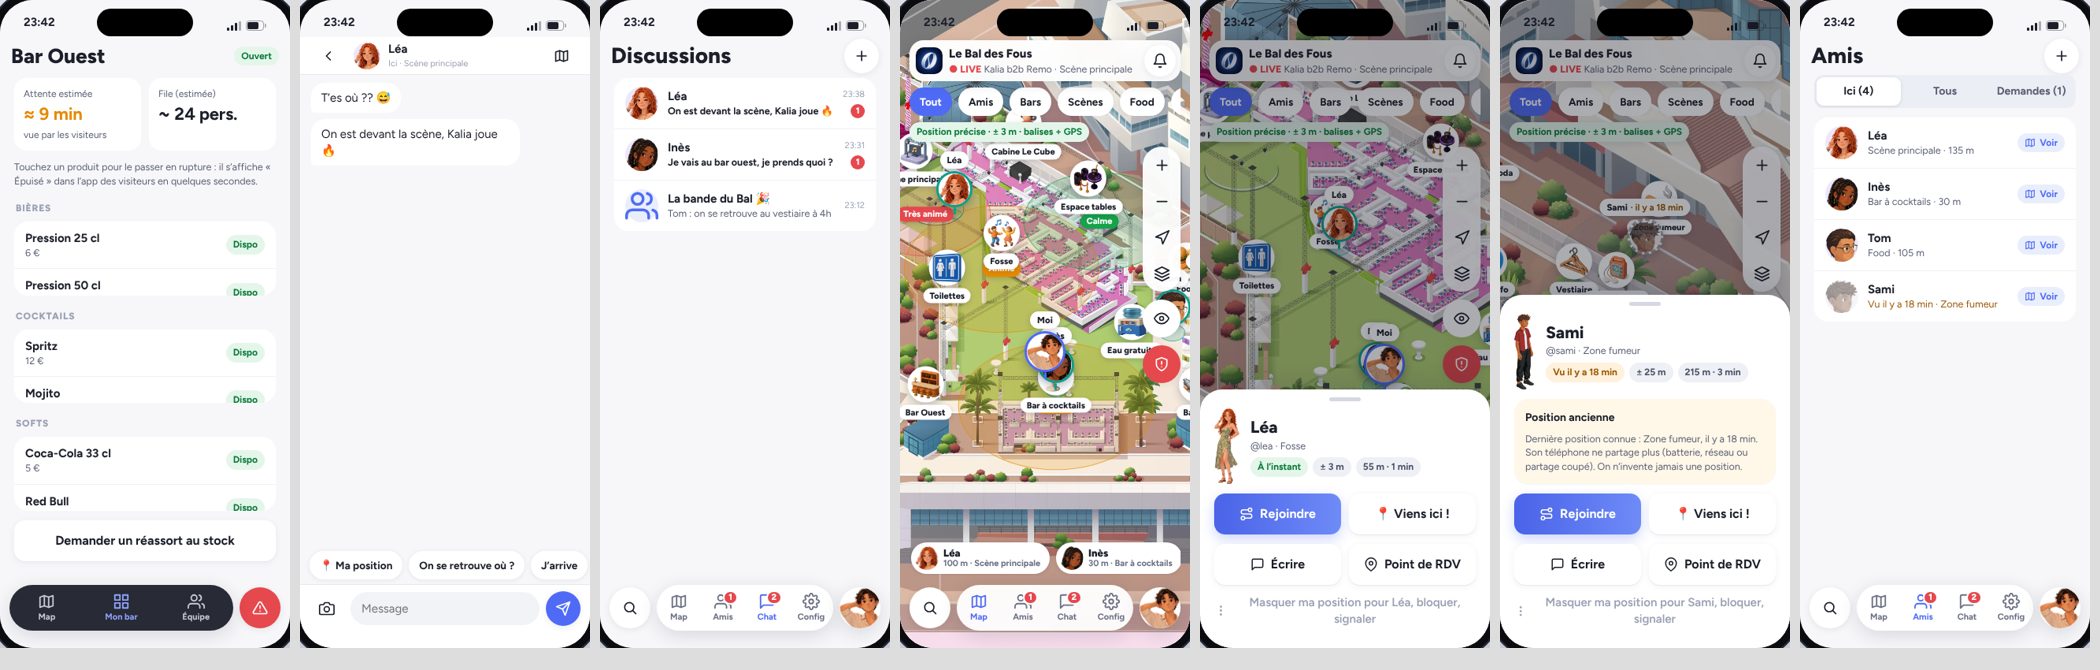 23:42
Bar Ouest
Ouvert
Attente estimée
≈ 9 min
vue par les visiteurs
File (estimée)
~ 24 pers.
Touchez un produit pour le passer en rupture : il s'affiche «
Épuisé » dans l'app des visiteurs en quelques secondes.
BIÈRES
Pression 25 cl
6 €
Dispo
Pression 50 cl
Dispo
COCKTAILS
Spritz
12 €
Dispo
Mojito
Dispo
SOFTS
Coca-Cola 33 cl
5 €
Dispo
Red Bull
Dispo
Demander un réassort au stock
Map
Mon bar
Équipe
23:42
Léa
Ici · Scène principale
T'es où ?? 😅
On est devant la scène, Kalia joue
🔥
📍 Ma position
On se retrouve où ?
J'arrive
Message
23:42
Discussions
Léa
23:38
On est devant la scène, Kalia joue 🔥
1
Inès
23:31
Je vais au bar ouest, je prends quoi ?
1
La bande du Bal 🎉
23:12
Tom : on se retrouve au vestiaire à 4h
Map
Amis
1
Chat
2
Config
23:42
Le Bal des Fous
LIVE Kalia b2b Remo · Scène principale
Tout
Amis
Bars
Scènes
Food
Position précise · ± 3 m · balises + GPS
Cabine Le Cube
Léa
e principa
Espace tables
Calme
Très animé
Fosse
Toilettes
Moi
Eau gratui
Bar à cocktails
Bar Ouest
Ba
Léa
100 m · Scène principale
Inès
30 m · Bar à cocktails
Map
Amis
1
Chat
2
Config
23:42
Le Bal des Fous
LIVE Kalia b2b Remo · Scène principale
Tout
Amis
Bars
Scènes
Food
Position précise · ± 3 m · balises + GPS
Espace
Léa
Foss
Toilettes
Moi
Léa
@lea · Fosse
À l'instant
± 3 m
55 m · 1 min
Rejoindre
📍 Viens ici !
Écrire
Point de RDV
Masquer ma position pour Léa, bloquer,
signaler
23:42
Le Bal des Fous
LIVE Kalia b2b Remo · Scène principale
Tout
Amis
Bars
Scènes
Food
Position précise · ± 3 m · balises + GPS
oda
Sami · il y a 18 min
Zone fumeur
Vestiaire
Sami
@sami · Zone fumeur
Vu il y a 18 min
± 25 m
215 m · 3 min
Position ancienne
Dernière position connue : Zone fumeur, il y a 18 min.
Son téléphone ne partage plus (batterie, réseau ou
partage coupé). On n'invente jamais une position.
Rejoindre
📍 Viens ici !
Écrire
Point de RDV
Masquer ma position pour Sami, bloquer,
signaler
23:42
Amis
Ici (4)
Tous
Demandes (1)
Léa
Scène principale · 135 m
Voir
Inès
Bar à cocktails · 30 m
Voir
Tom
Food · 105 m
Voir
Sami
Vu il y a 18 min · Zone fumeur
Voir
Map
Amis
1
Chat
2
Config